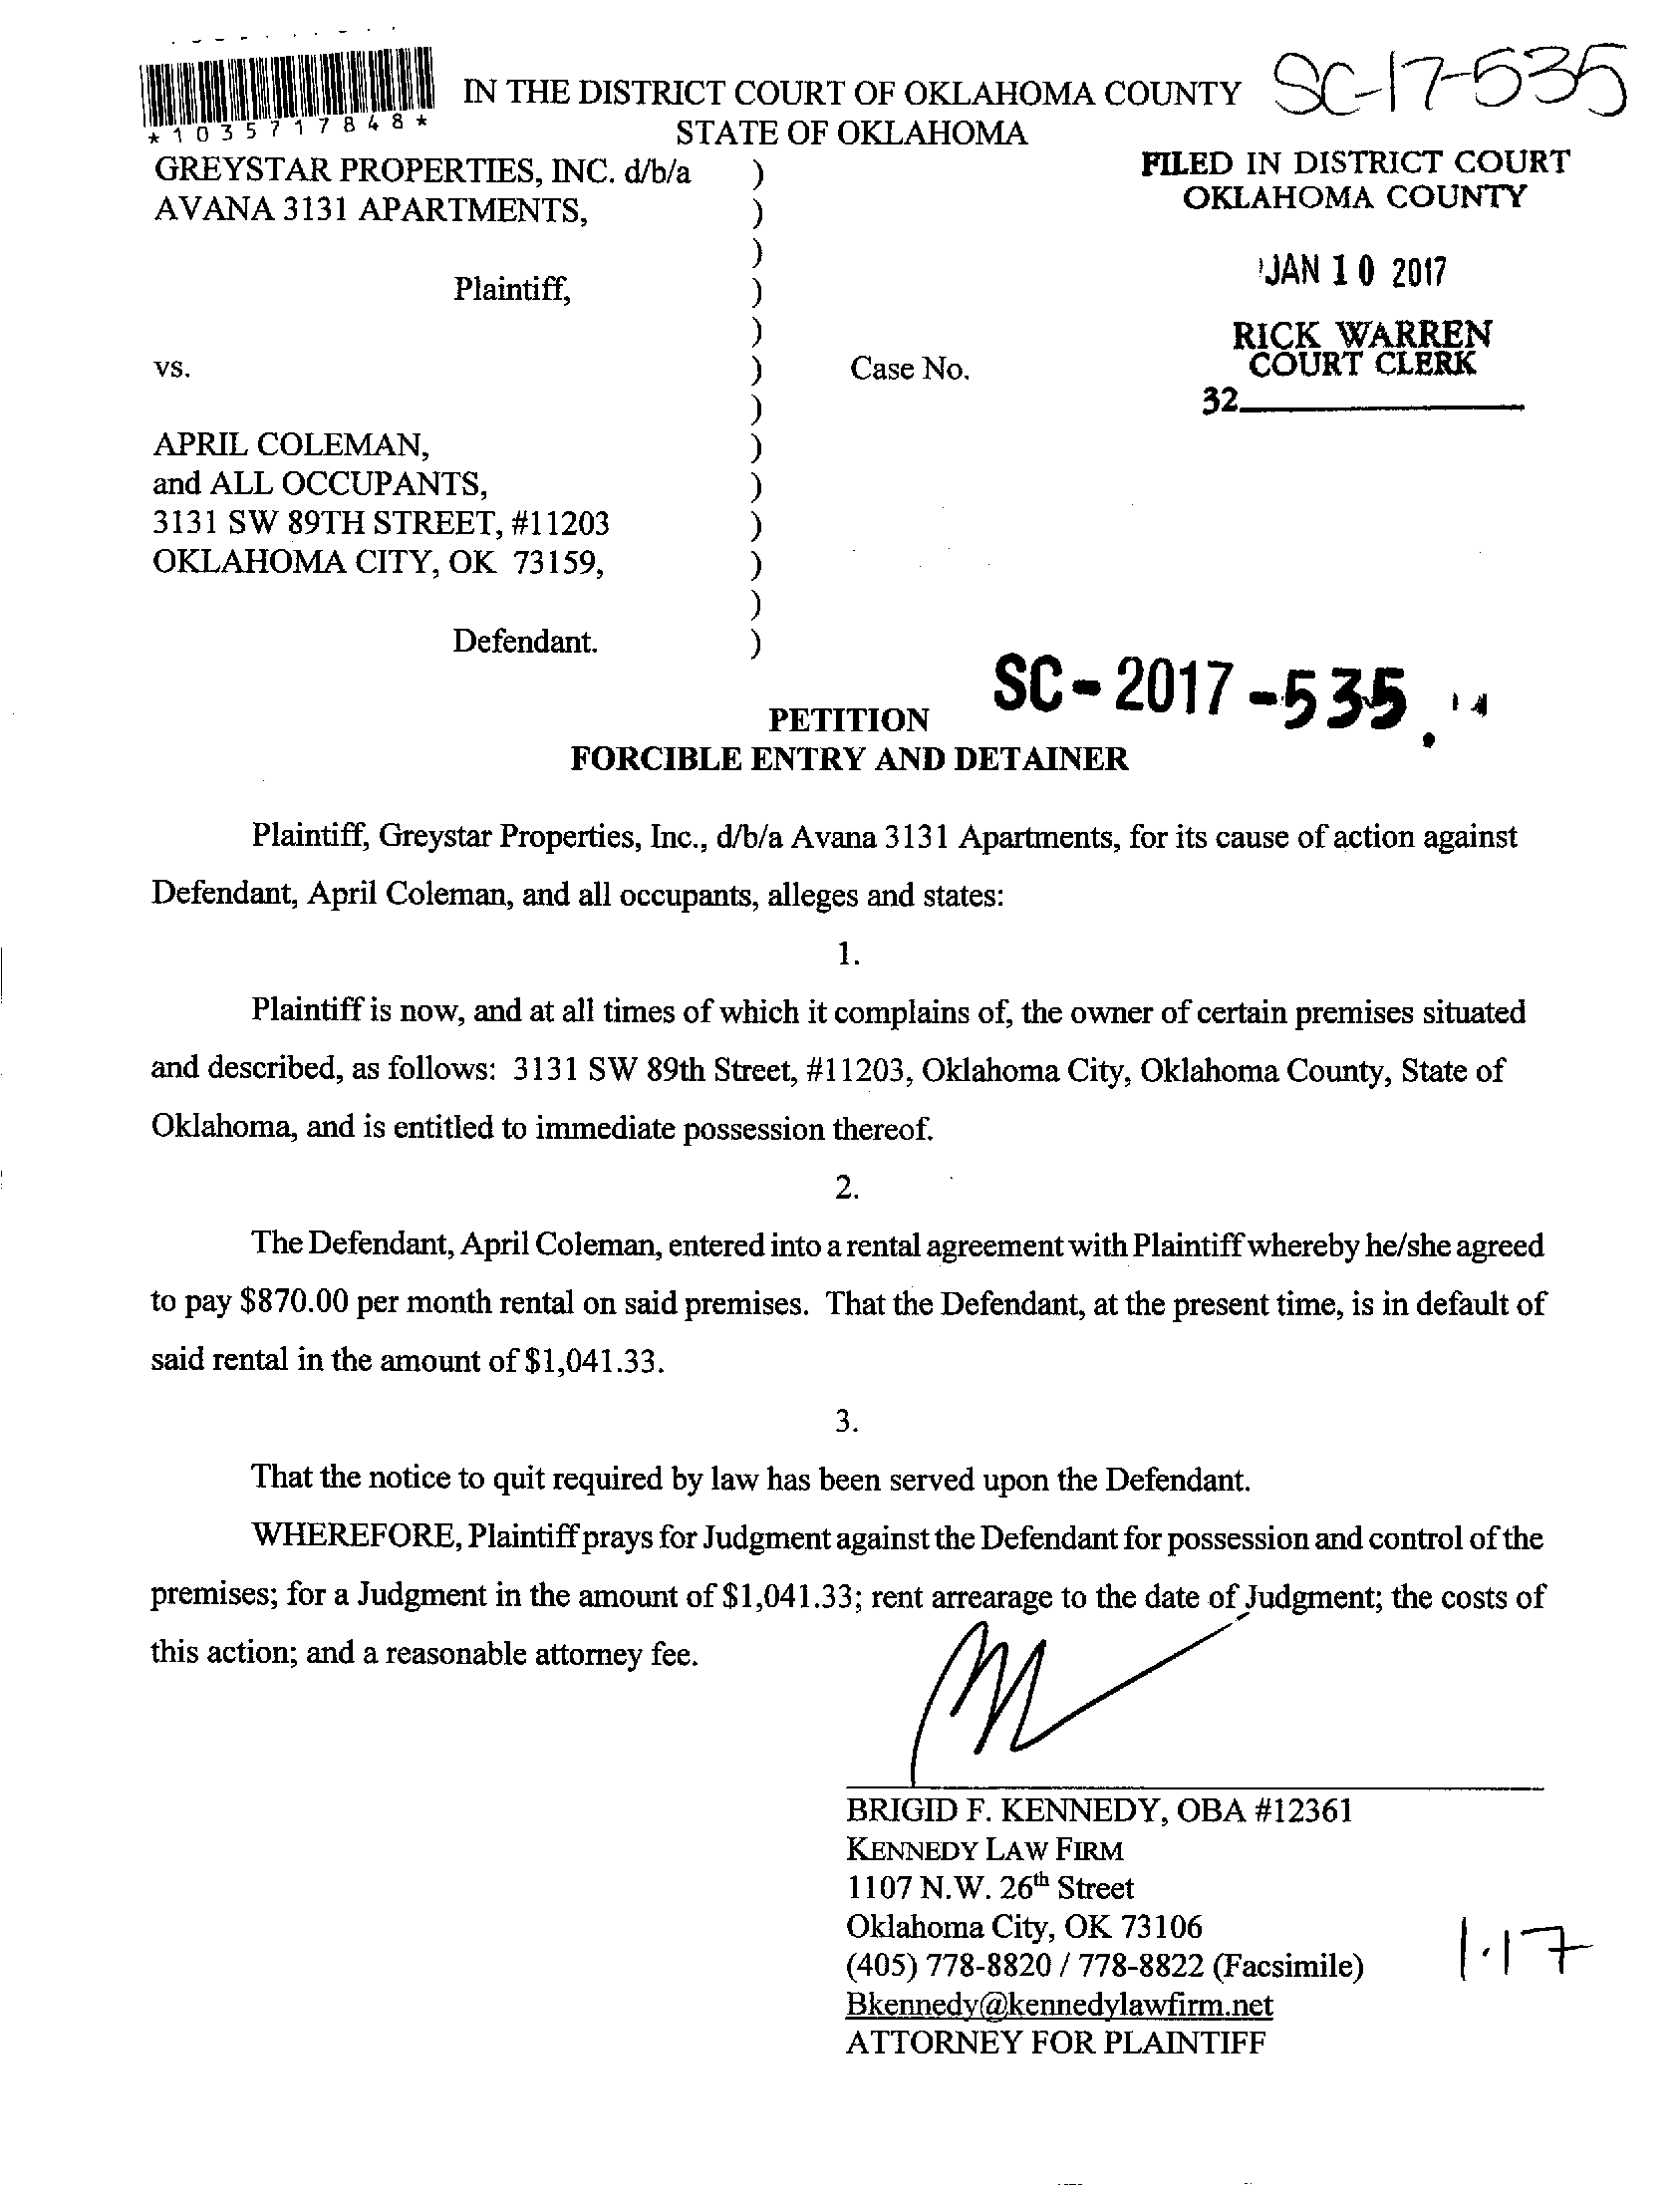 IN THE DISTRICT COURT OF OKLAHOMA COUNTY SC-17-535
*1035717848*
STATE OF OKLAHOMA
GREYSTAR PROPERTIES, INC. d/b/a )
AVANA 3131 APARTMENTS, )
)
Plaintiff, )
)
vs. ) Case No.
)
APRIL COLEMAN, )
and ALL OCCUPANTS, )
3131 SW 89TH STREET, #11203 )
OKLAHOMA CITY, OK 73159, )
)
Defendant. )
FILED IN DISTRICT COURT
OKLAHOMA COUNTY
JAN 10 2017
RICK WARREN
COURT CLERK
32
SC-2017-535
PETITION
FORCIBLE ENTRY AND DETAINER
Plaintiff, Greystar Properties, Inc., d/b/a Avana 3131 Apartments, for its cause of action against
Defendant, April Coleman, and all occupants, alleges and states:
1.
Plaintiff is now, and at all times of which it complains of, the owner of certain premises situated
and described, as follows: 3131 SW 89th Street, #11203, Oklahoma City, Oklahoma County, State of
Oklahoma, and is entitled to immediate possession thereof.
2.
The Defendant, April Coleman, entered into a rental agreement with Plaintiff whereby he/she agreed
to pay $870.00 per month rental on said premises. That the Defendant, at the present time, is in default of
said rental in the amount of $1,041.33.
3.
That the notice to quit required by law has been served upon the Defendant.
WHEREFORE, Plaintiff prays for Judgment against the Defendant for possession and control of the
premises; for a Judgment in the amount of $1,041.33; rent arrearage to the date of Judgment; the costs of
this action; and a reasonable attorney fee.
BRIGID F. KENNEDY, OBA #12361
KENNEDY LAW FIRM
1107 N.W. 26th Street
Oklahoma City, OK 73106
(405) 778-8820 / 778-8822 (Facsimile)
Bkennedy@kennedylawfirm.net
ATTORNEY FOR PLAINTIFF
1.17